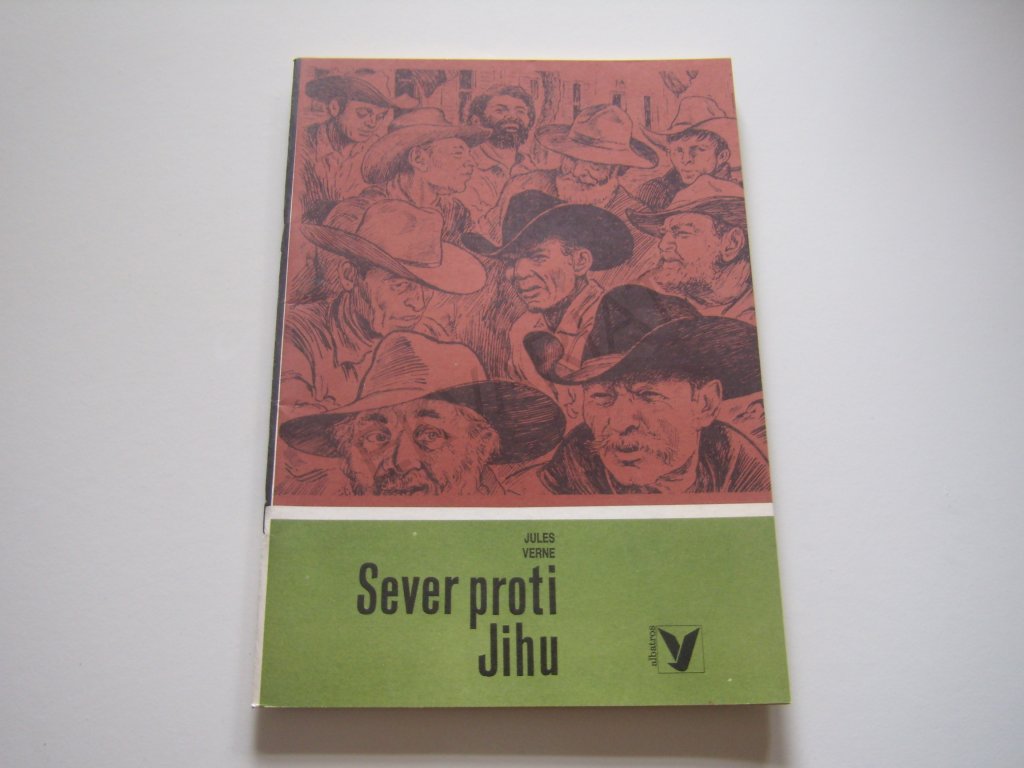 JULES
VERNE
Sever proti
Jihu
albatros